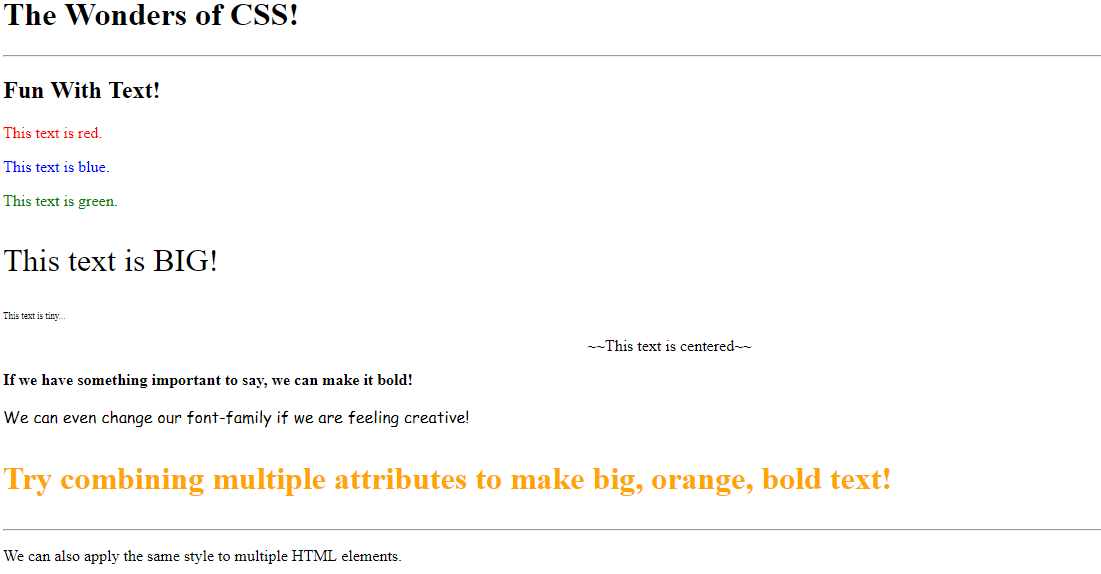 The Wonders of CSS!
Fun With Text!
This text is red.
This text is blue.
This text is green.
This text is BIG!
This text is tiny...
~~This text is centered~~
If we have something important to say, we can make it bold!
We can even change our font-family if we are feeling creative!
Try combining multiple attributes to make big, orange, bold text!
We can also apply the same style to multiple HTML elements.